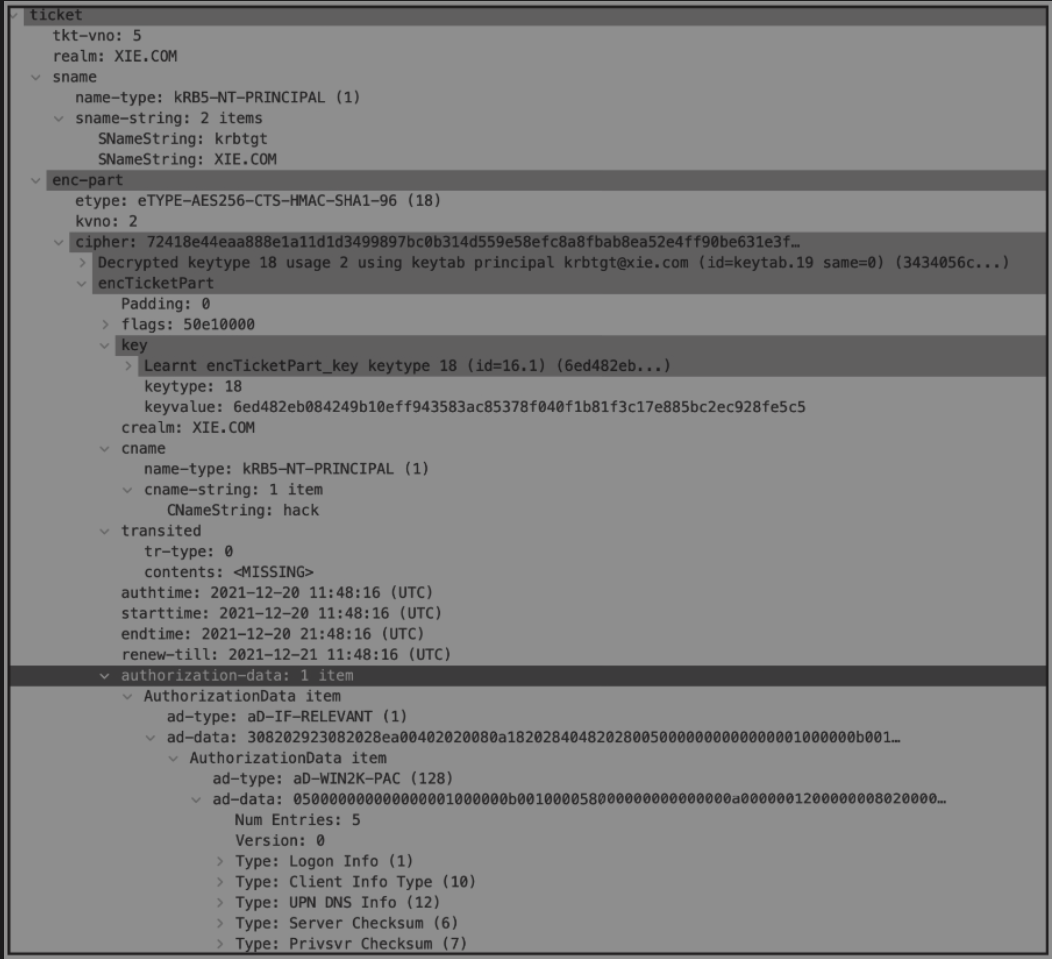 ticket
tkt-vno: 5
realm: XIE.COM
sname
name-type: kRB5-NT-PRINCIPAL (1)
sname-string: 2 items
SNameString: krbtgt
SNameString: XIE.COM
enc-part
etype: eTYPE-AES256-CTS-HMAC-SHA1-96 (18)
kvno: 2
cipher: 72418e44eaa888e1a11d1d3499897bc0b314d559e58efc8a8fbab8ea52e4ff90be631e3f…
Decrypted keytype 18 usage 2 using keytab principal krbtgt@xie.com (id=keytab.19 same=0) (3434056c...)
encTicketPart
Padding: 0
flags: 50e10000
key
Learnt encTicketPart_key keytype 18 (id=16.1) (6ed482eb...)
keytype: 18
keyvalue: 6ed482eb084249b10eff943583ac85378f040f1b81f3c17e885bc2ec928fe5c5
crealm: XIE.COM
cname
name-type: kRB5-NT-PRINCIPAL (1)
cname-string: 1 item
CNameString: hack
transited
tr-type: 0
contents: <MISSING>
authtime: 2021-12-20 11:48:16 (UTC)
starttime: 2021-12-20 11:48:16 (UTC)
endtime: 2021-12-20 21:48:16 (UTC)
renew-till: 2021-12-21 11:48:16 (UTC)
authorization-data: 1 item
AuthorizationData item
ad-type: aD-IF-RELEVANT (1)
ad-data: 308202923082028ea00402020080a18202840482028005000000000000000001000000b001…
AuthorizationData item
ad-type: aD-WIN2K-PAC (128)
ad-data: 0500000000000000001000000b0010000580000000000000000a0000001200000008020000…
Num Entries: 5
Version: 0
Type: Logon Info (1)
Type: Client Info Type (10)
Type: UPN DNS Info (12)
Type: Server Checksum (6)
Type: Privsvr Checksum (7)